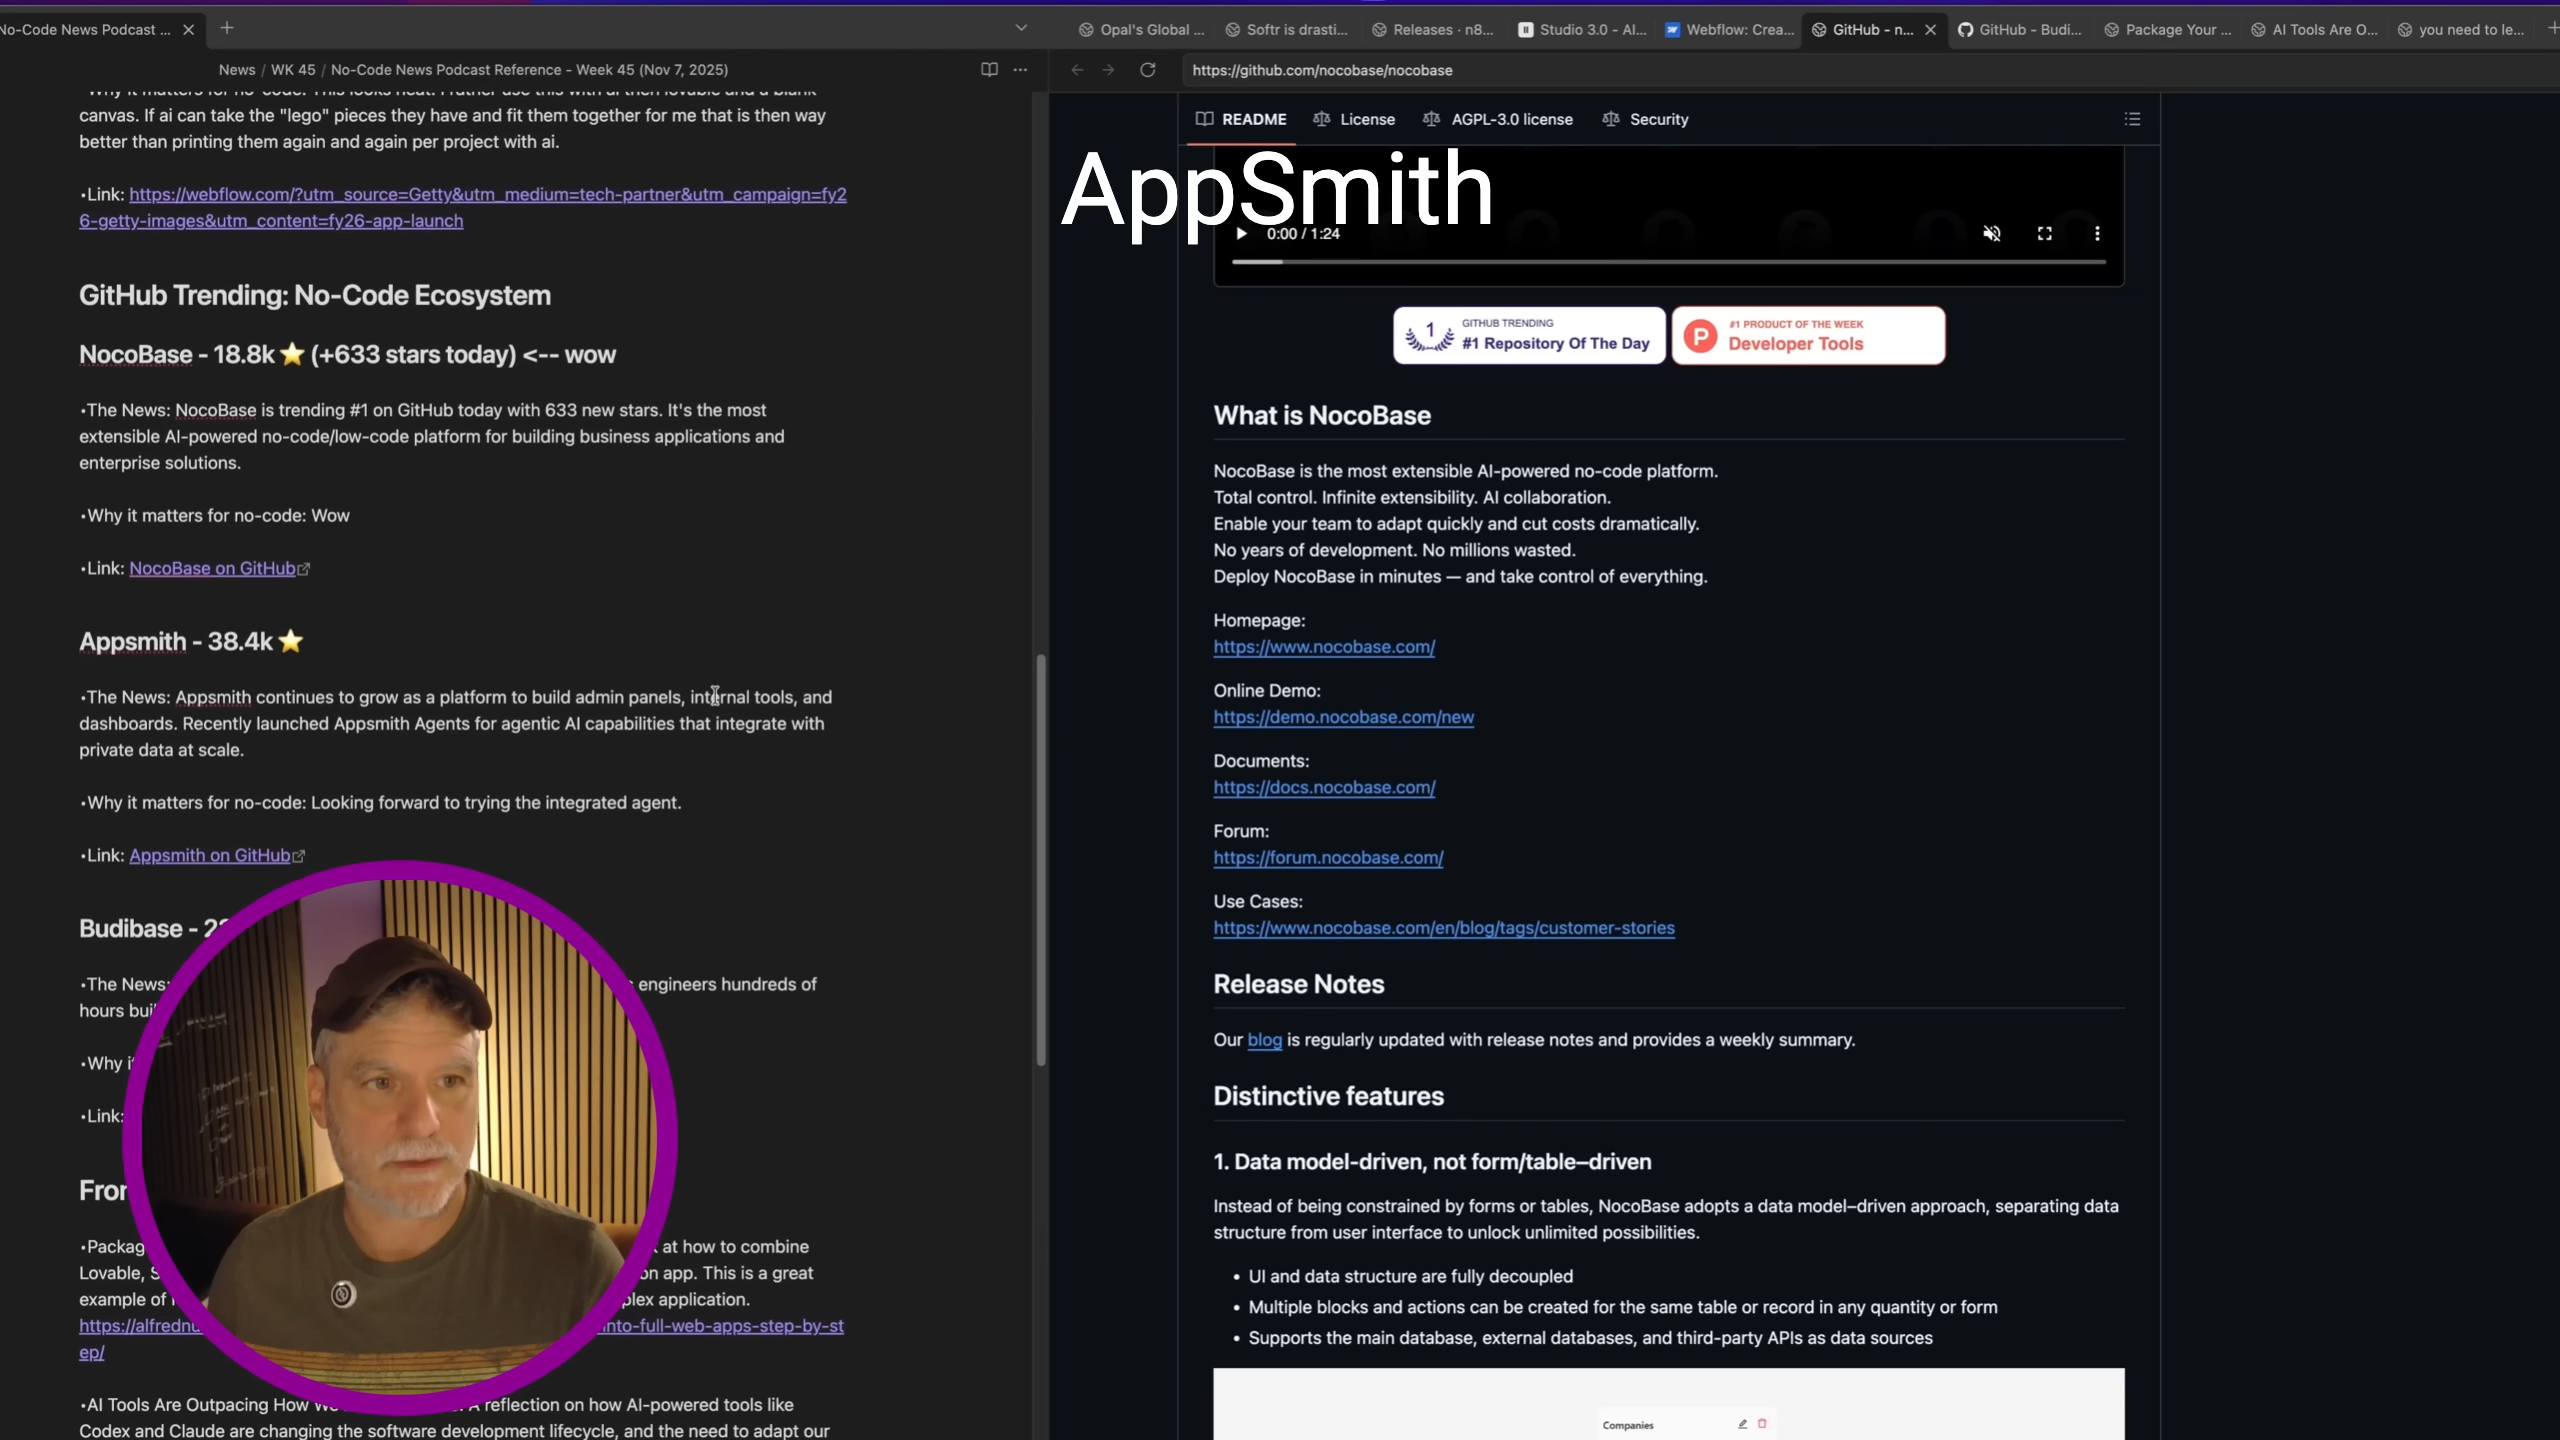 No-Code News Podcast ...
News / WK 45 / No-Code News Podcast Reference - Week 45 (Nov 7, 2025)
canvas. If ai can take the "lego" pieces they have and fit them together for me that is then way
better than printing them again and again per project with ai.
•Link: https://webflow.com/?utm_source=Getty&utm_medium=tech-partner&utm_campaign=fy2
6-getty-images&utm_content=fy26-app-launch
GitHub Trending: No-Code Ecosystem
NocoBase - 18.8k ⭐ (+633 stars today) <-- wow
•The News: NocoBase is trending #1 on GitHub today with 633 new stars. It's the most
extensible AI-powered no-code/low-code platform for building business applications and
enterprise solutions.
•Why it matters for no-code: Wow
•Link: NocoBase on GitHub
Appsmith - 38.4k ⭐
•The News: Appsmith continues to grow as a platform to build admin panels, internal tools, and
dashboards. Recently launched Appsmith Agents for agentic AI capabilities that integrate with
private data at scale.
•Why it matters for no-code: Looking forward to trying the integrated agent.
•Link: Appsmith on GitHub
Budibase - 2
•The News: engineers hundreds of
hours bui
•Why i
•Link:
Fro
•Packag at how to combine
Lovable, S on app. This is a great
example of plex application.
https://alfrednu into-full-web-apps-step-by-st
ep/
•AI Tools Are Outpacing How W A reflection on how AI-powered tools like
Codex and Claude are changing the software development lifecycle, and the need to adapt our
Opal's Global ...
Softr is drasti...
Releases · n8...
Studio 3.0 - AI...
Webflow: Crea...
GitHub - n...
GitHub - Budi...
Package Your ...
AI Tools Are O...
you need to le...
https://github.com/nocobase/nocobase
README
License
AGPL-3.0 license
Security
AppSmith
0:00 / 1:24
1
GITHUB TRENDING
#1 Repository Of The Day
P
#1 PRODUCT OF THE WEEK
Developer Tools
What is NocoBase
NocoBase is the most extensible AI-powered no-code platform.
Total control. Infinite extensibility. AI collaboration.
Enable your team to adapt quickly and cut costs dramatically.
No years of development. No millions wasted.
Deploy NocoBase in minutes — and take control of everything.
Homepage:
https://www.nocobase.com/
Online Demo:
https://demo.nocobase.com/new
Documents:
https://docs.nocobase.com/
Forum:
https://forum.nocobase.com/
Use Cases:
https://www.nocobase.com/en/blog/tags/customer-stories
Release Notes
Our blog is regularly updated with release notes and provides a weekly summary.
Distinctive features
1. Data model-driven, not form/table–driven
Instead of being constrained by forms or tables, NocoBase adopts a data model–driven approach, separating data
structure from user interface to unlock unlimited possibilities.
• UI and data structure are fully decoupled
• Multiple blocks and actions can be created for the same table or record in any quantity or form
• Supports the main database, external databases, and third-party APIs as data sources
Companies